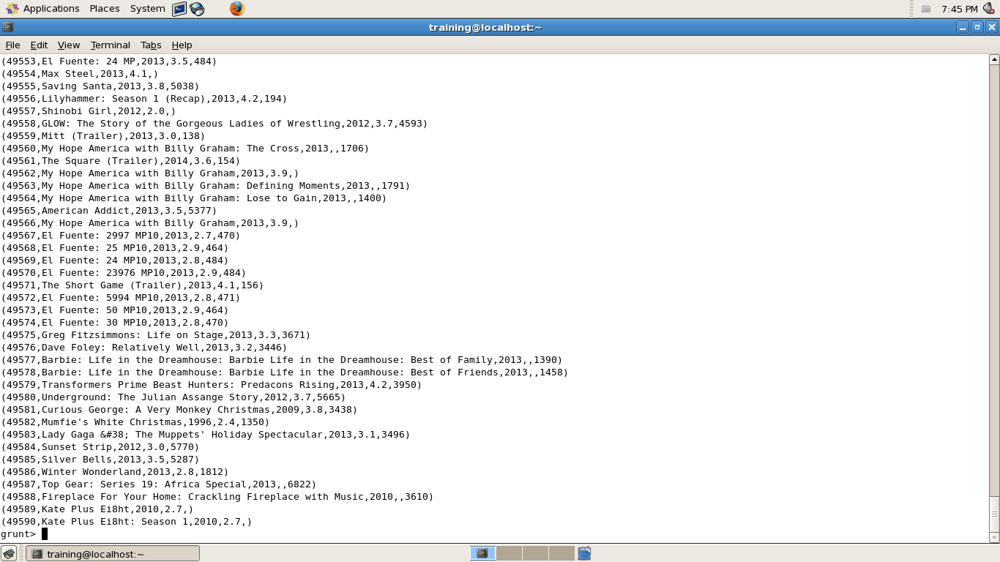 Applications Places System 7:45 PM
training@localhost:~
File Edit View Terminal Tabs Help
(49553,El Fuente: 24 MP,2013,3.5,484)
(49554,Max Steel,2013,4.1,)
(49555,Saving Santa,2013,3.8,5038)
(49556,Lilyhammer: Season 1 (Recap),2013,4.2,194)
(49557,Shinobi Girl,2012,2.0,)
(49558,GLOW: The Story of the Gorgeous Ladies of Wrestling,2012,3.7,4593)
(49559,Mitt (Trailer),2013,3.0,138)
(49560,My Hope America with Billy Graham: The Cross,2013,,1706)
(49561,The Square (Trailer),2014,3.6,154)
(49562,My Hope America with Billy Graham,2013,3.9,)
(49563,My Hope America with Billy Graham: Defining Moments,2013,,1791)
(49564,My Hope America with Billy Graham: Lose to Gain,2013,,1400)
(49565,American Addict,2013,3.5,5377)
(49566,My Hope America with Billy Graham,2013,3.9,)
(49567,El Fuente: 2997 MP10,2013,2.7,470)
(49568,El Fuente: 25 MP10,2013,2.9,464)
(49569,El Fuente: 24 MP10,2013,2.8,484)
(49570,El Fuente: 23976 MP10,2013,2.9,484)
(49571,The Short Game (Trailer),2013,4.1,156)
(49572,El Fuente: 5994 MP10,2013,2.8,471)
(49573,El Fuente: 50 MP10,2013,2.9,464)
(49574,El Fuente: 30 MP10,2013,2.8,470)
(49575,Greg Fitzsimmons: Life on Stage,2013,3.3,3671)
(49576,Dave Foley: Relatively Well,2013,3.2,3446)
(49577,Barbie: Life in the Dreamhouse: Barbie Life in the Dreamhouse: Best of Family,2013,,1390)
(49578,Barbie: Life in the Dreamhouse: Barbie Life in the Dreamhouse: Best of Friends,2013,,1458)
(49579,Transformers Prime Beast Hunters: Predacons Rising,2013,4.2,3950)
(49580,Underground: The Julian Assange Story,2012,3.7,5665)
(49581,Curious George: A Very Monkey Christmas,2009,3.8,3438)
(49582,Mumfie's White Christmas,1996,2.4,1350)
(49583,Lady Gaga &#38; The Muppets' Holiday Spectacular,2013,3.1,3496)
(49584,Sunset Strip,2012,3.0,5770)
(49585,Silver Bells,2013,3.5,5287)
(49586,Winter Wonderland,2013,2.8,1812)
(49587,Top Gear: Series 19: Africa Special,2013,,6822)
(49588,Fireplace For Your Home: Crackling Fireplace with Music,2010,,3610)
(49589,Kate Plus Ei8ht,2010,2.7,)
(49590,Kate Plus Ei8ht: Season 1,2010,2.7,)
grunt>
training@localhost:~